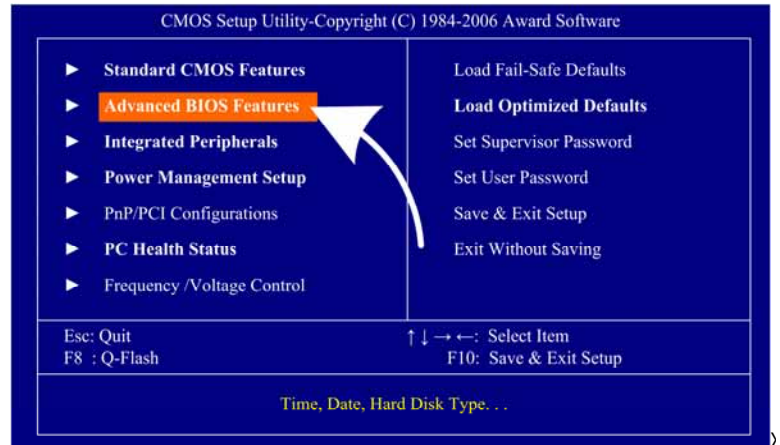 CMOS Setup Utility-Copyright (C) 1984-2006 Award Software
► Standard CMOS Features
► Advanced BIOS Features
► Integrated Peripherals
► Power Management Setup
► PnP/PCI Configurations
► PC Health Status
► Frequency /Voltage Control
Load Fail-Safe Defaults
Load Optimized Defaults
Set Supervisor Password
Set User Password
Save & Exit Setup
Exit Without Saving
Esc: Quit
F8 : Q-Flash
↑↓→←: Select Item
F10: Save & Exit Setup
Time, Date, Hard Disk Type. . .
)